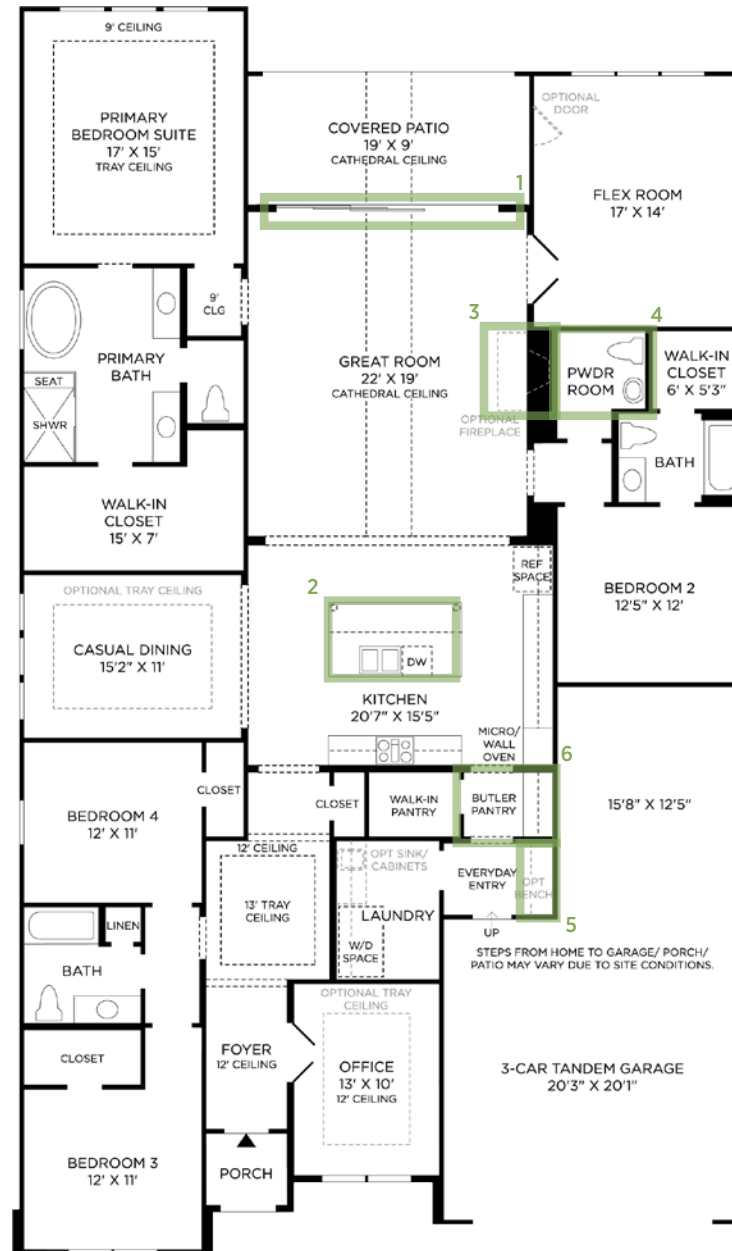 9' CEILING
PRIMARY
BEDROOM SUITE
17' X 15'
TRAY CEILING
COVERED PATIO
19' X 9'
CATHEDRAL CEILING
OPTIONAL
DOOR
FLEX ROOM
17' X 14'
1
9'
CLG
PRIMARY
BATH
SEAT
SHWR
GREAT ROOM
22' X 19'
CATHEDRAL CEILING
3
OPTIONAL
FIREPLACE
4
PWDR
ROOM
WALK-IN
CLOSET
6' X 5'3"
BATH
WALK-IN
CLOSET
15' X 7'
REF
SPACE
BEDROOM 2
12'5" X 12'
OPTIONAL TRAY CEILING
CASUAL DINING
15'2" X 11'
2
DW
KITCHEN
20'7" X 15'5"
MICRO/
WALL
OVEN
6
CLOSET
BEDROOM 4
12' X 11'
CLOSET
WALK-IN
PANTRY
BUTLER
PANTRY
15'8" X 12'5"
12' CEILING
13' TRAY
CEILING
OPT SINK/
CABINETS
LAUNDRY
W/D
SPACE
EVERYDAY
ENTRY
OPT
BENCH
5
UP
STEPS FROM HOME TO GARAGE/ PORCH/
PATIO MAY VARY DUE TO SITE CONDITIONS.
LINEN
BATH
OPTIONAL TRAY
CEILING
CLOSET
FOYER
12' CEILING
OFFICE
13' X 10'
12' CEILING
3-CAR TANDEM GARAGE
20'3" X 20'1"
BEDROOM 3
12' X 11'
PORCH